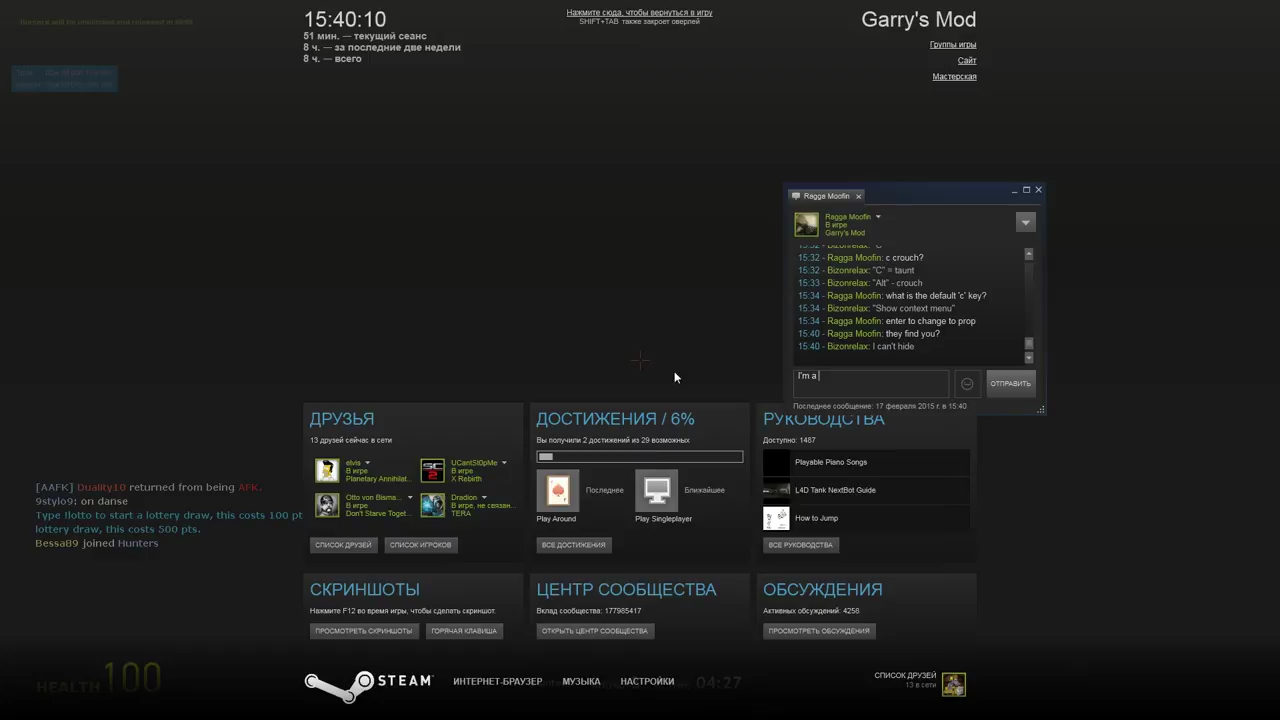 15:40:10
51 мин. — текущий сеанс
8 ч. — за последние две недели
8 ч. — всего
Нажмите сюда, чтобы вернуться в игру
SHIFT+TAB также закроет оверлей
Garry's Mod
Группы игры
Сайт
Мастерская
Ragga Moofin
Ragga Moofin
В игре
Garry's Mod
15:32 - Bizonrelax: "C"
15:32 - Ragga Moofin: c crouch?
15:32 - Bizonrelax: "C" = taunt
15:33 - Bizonrelax: "Alt" - crouch
15:34 - Ragga Moofin: what is the default 'c' key?
15:34 - Bizonrelax: "Show context menu"
15:34 - Ragga Moofin: enter to change to prop
15:40 - Ragga Moofin: they find you?
15:40 - Bizonrelax: I can't hide
I'm a
ОТПРАВИТЬ
Последнее сообщение: 17 февраля 2015 г. в 15:40
ДРУЗЬЯ
13 друзей сейчас в сети
elvis
В игре
Planetary Annihilat...
UCantSt0pMe
В игре
X Rebirth
Otto von Bisma...
В игре
Don't Starve Toget...
Dradion
В игре, не связан...
TERA
СПИСОК ДРУЗЕЙ
СПИСОК ИГРОКОВ
ДОСТИЖЕНИЯ / 6%
Вы получили 2 достижений из 29 возможных
Последнее
Play Around
Ближайшее
Play Singleplayer
ВСЕ ДОСТИЖЕНИЯ
РУКОВОДСТВА
Доступно: 1487
Playable Piano Songs
L4D Tank NextBot Guide
How to Jump
ВСЕ РУКОВОДСТВА
[AAFK] Duality10 returned from being AFK.
9stylo9: on danse
Type !lotto to start a lottery draw, this costs 100 pt
lottery draw, this costs 500 pts.
Bessa89 joined Hunters
СКРИНШОТЫ
Нажмите F12 во время игры, чтобы сделать скриншот.
ПРОСМОТРЕТЬ СКРИНШОТЫ
ГОРЯЧАЯ КЛАВИША
ЦЕНТР СООБЩЕСТВА
Вклад сообщества: 177985417
ОТКРЫТЬ ЦЕНТР СООБЩЕСТВА
ОБСУЖДЕНИЯ
Активных обсуждений: 4258
ПРОСМОТРЕТЬ ОБСУЖДЕНИЯ
HEALTH 100
STEAM
ИНТЕРНЕТ-БРАУЗЕР
МУЗЫКА
НАСТРОЙКИ
04:27
СПИСОК ДРУЗЕЙ
13 в сети